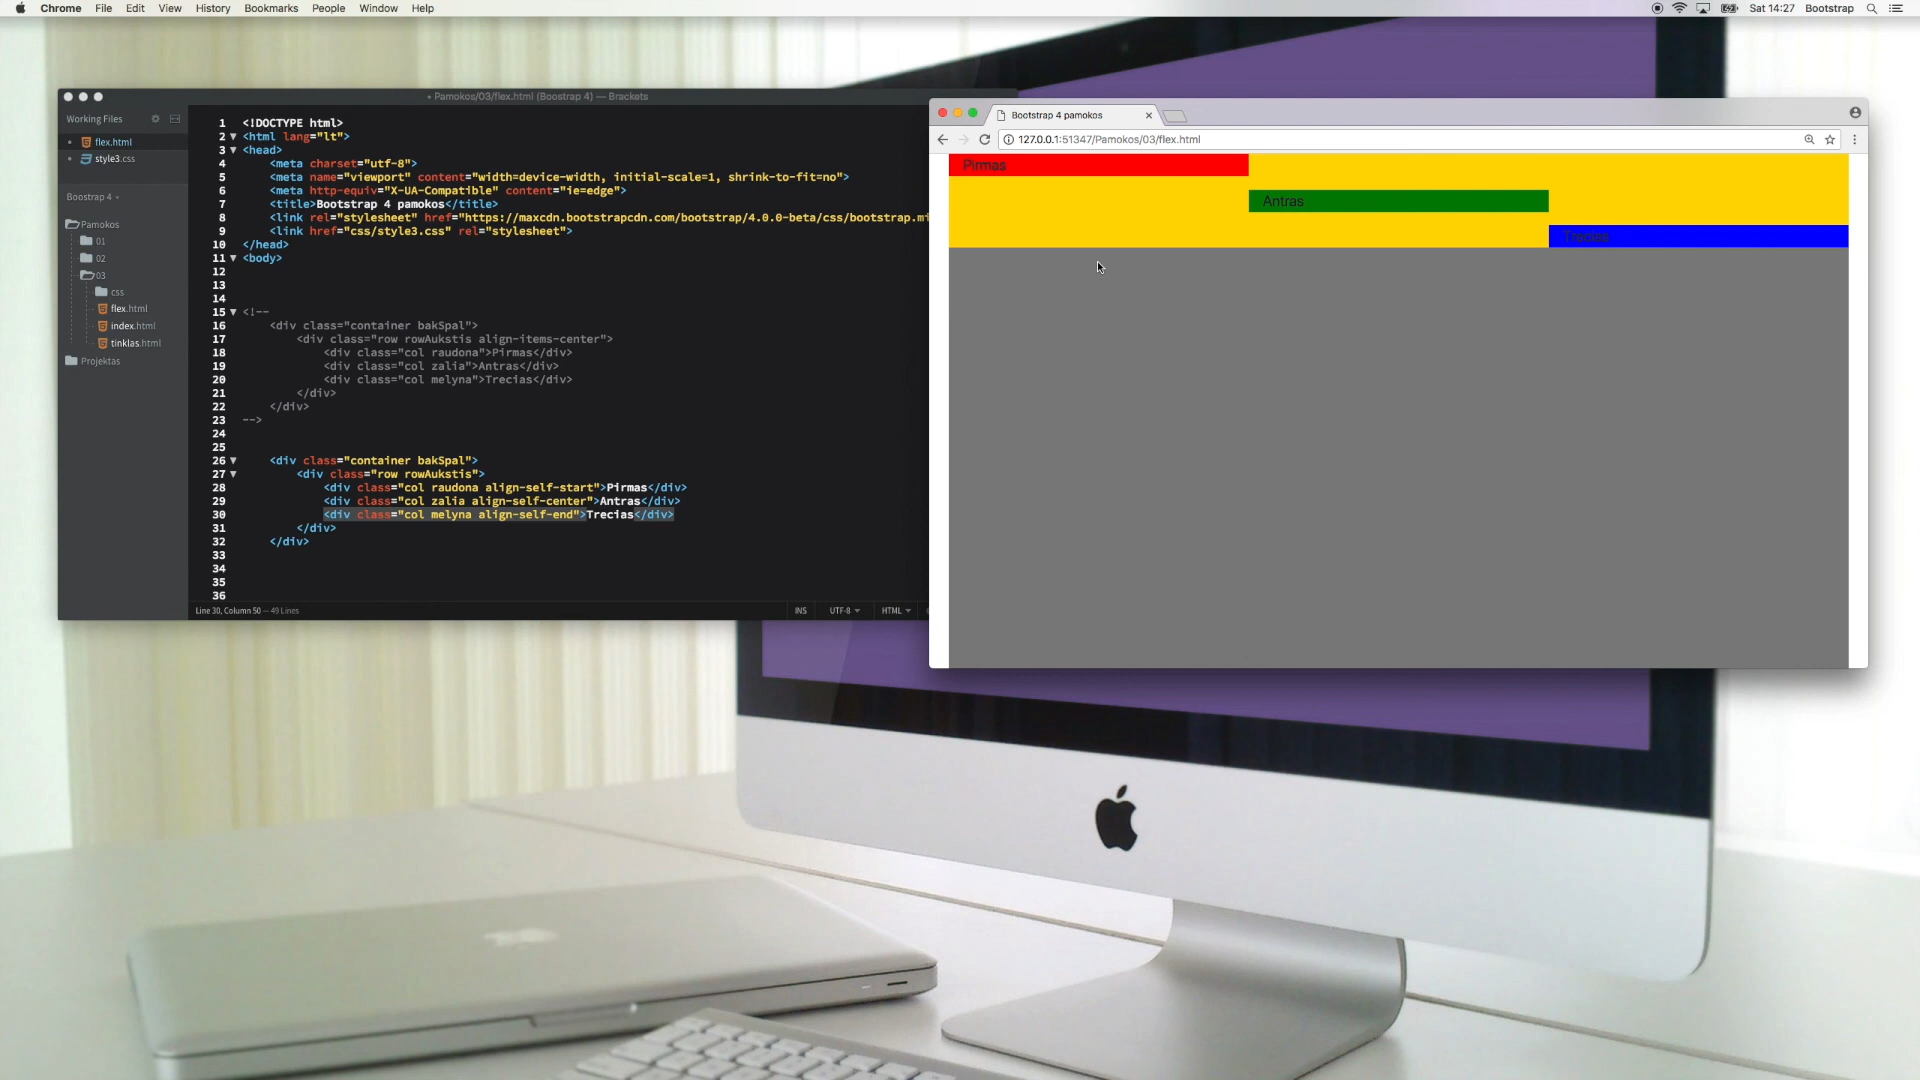 Chrome File Edit View History Bookmarks People Window Help
Sat 14:27 Bootstrap
• Pamokos/03/flex.html (Boostrap 4) — Brackets
Working Files
flex.html
style3.css
Boostrap 4
Pamokos
01
02
03
css
flex.html
index.html
tinklas.html
Projektas
1 <!DOCTYPE html>
2 <html lang="lt">
3 <head>
4 <meta charset="utf-8">
5 <meta name="viewport" content="width=device-width, initial-scale=1, shrink-to-fit=no">
6 <meta http-equiv="X-UA-Compatible" content="ie=edge">
7 <title>Bootstrap 4 pamokos</title>
8 <link rel="stylesheet" href="https://maxcdn.bootstrapcdn.com/bootstrap/4.0.0-beta/css/bootstrap.mi
9 <link href="css/style3.css" rel="stylesheet">
10 </head>
11 <body>
12
13
14
15 <!--
16 <div class="container bakSpal">
17 <div class="row rowAukstis align-items-center">
18 <div class="col raudona">Pirmas</div>
19 <div class="col zalia">Antras</div>
20 <div class="col melyna">Trecias</div>
21 </div>
22 </div>
23 -->
24
25
26 <div class="container bakSpal">
27 <div class="row rowAukstis">
28 <div class="col raudona align-self-start">Pirmas</div>
29 <div class="col zalia align-self-center">Antras</div>
30 <div class="col melyna align-self-end">Trecias</div>
31 </div>
32 </div>
33
34
35
36
Line 30, Column 50 — 49 Lines
INS UTF-8 HTML
Bootstrap 4 pamokos
127.0.0.1:51347/Pamokos/03/flex.html
Pirmas
Antras
Trecias